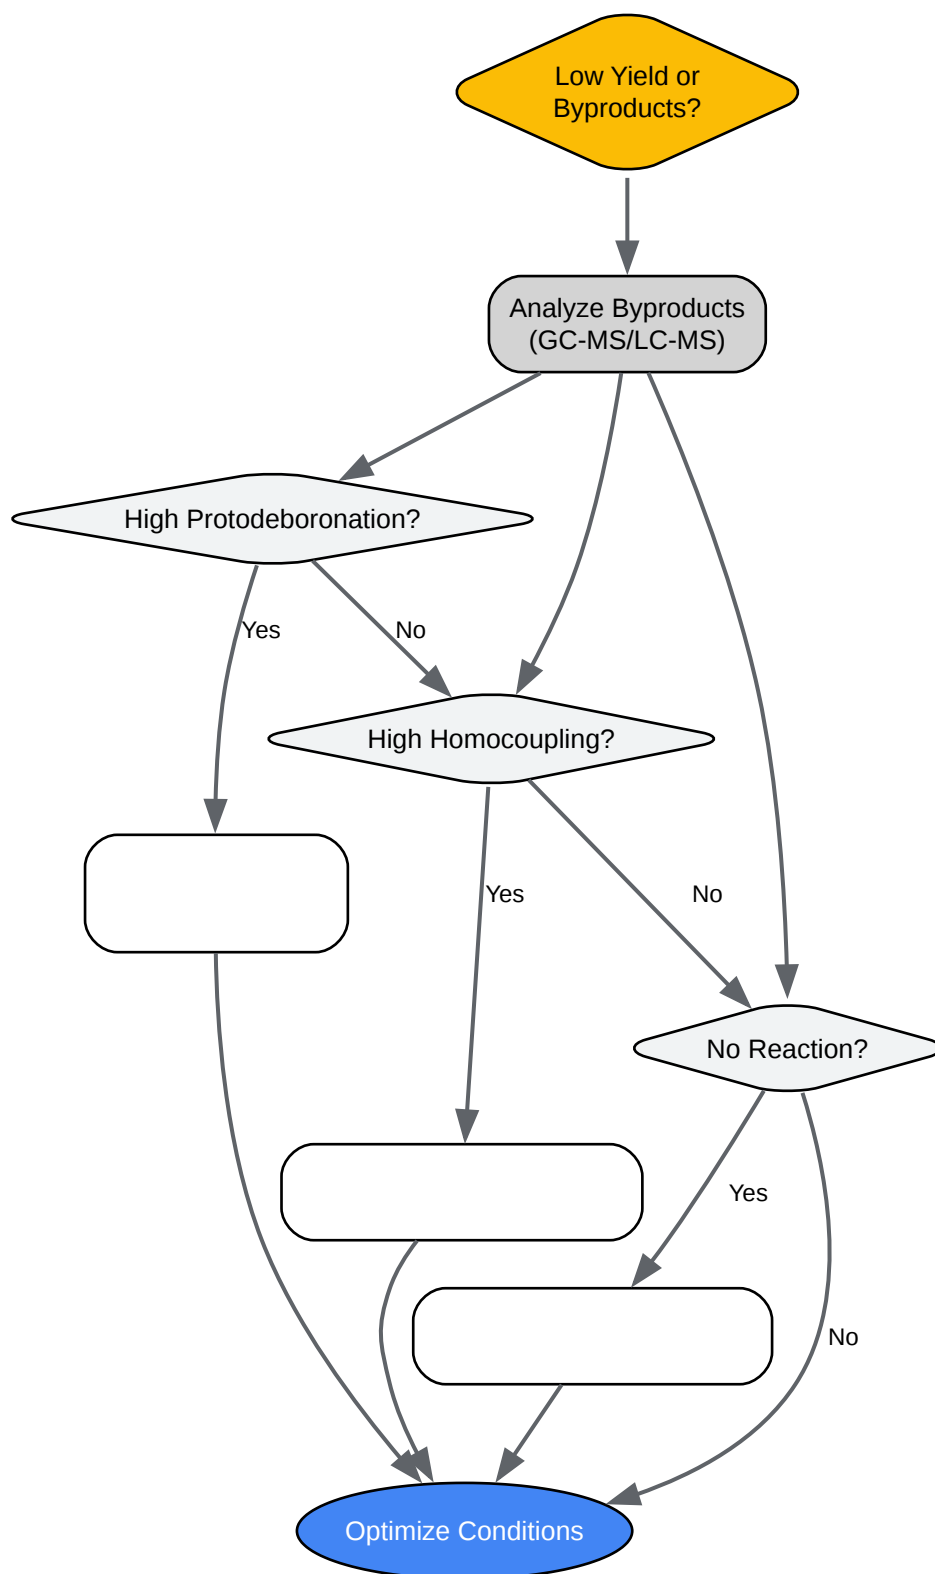 Low Yield or
Byproducts?
Analyze Byproducts
(GC-MS/LC-MS)
High Protodeboronation?
Yes
No
High Homocoupling?
Yes
No
No Reaction?
Yes
No
Optimize Conditions